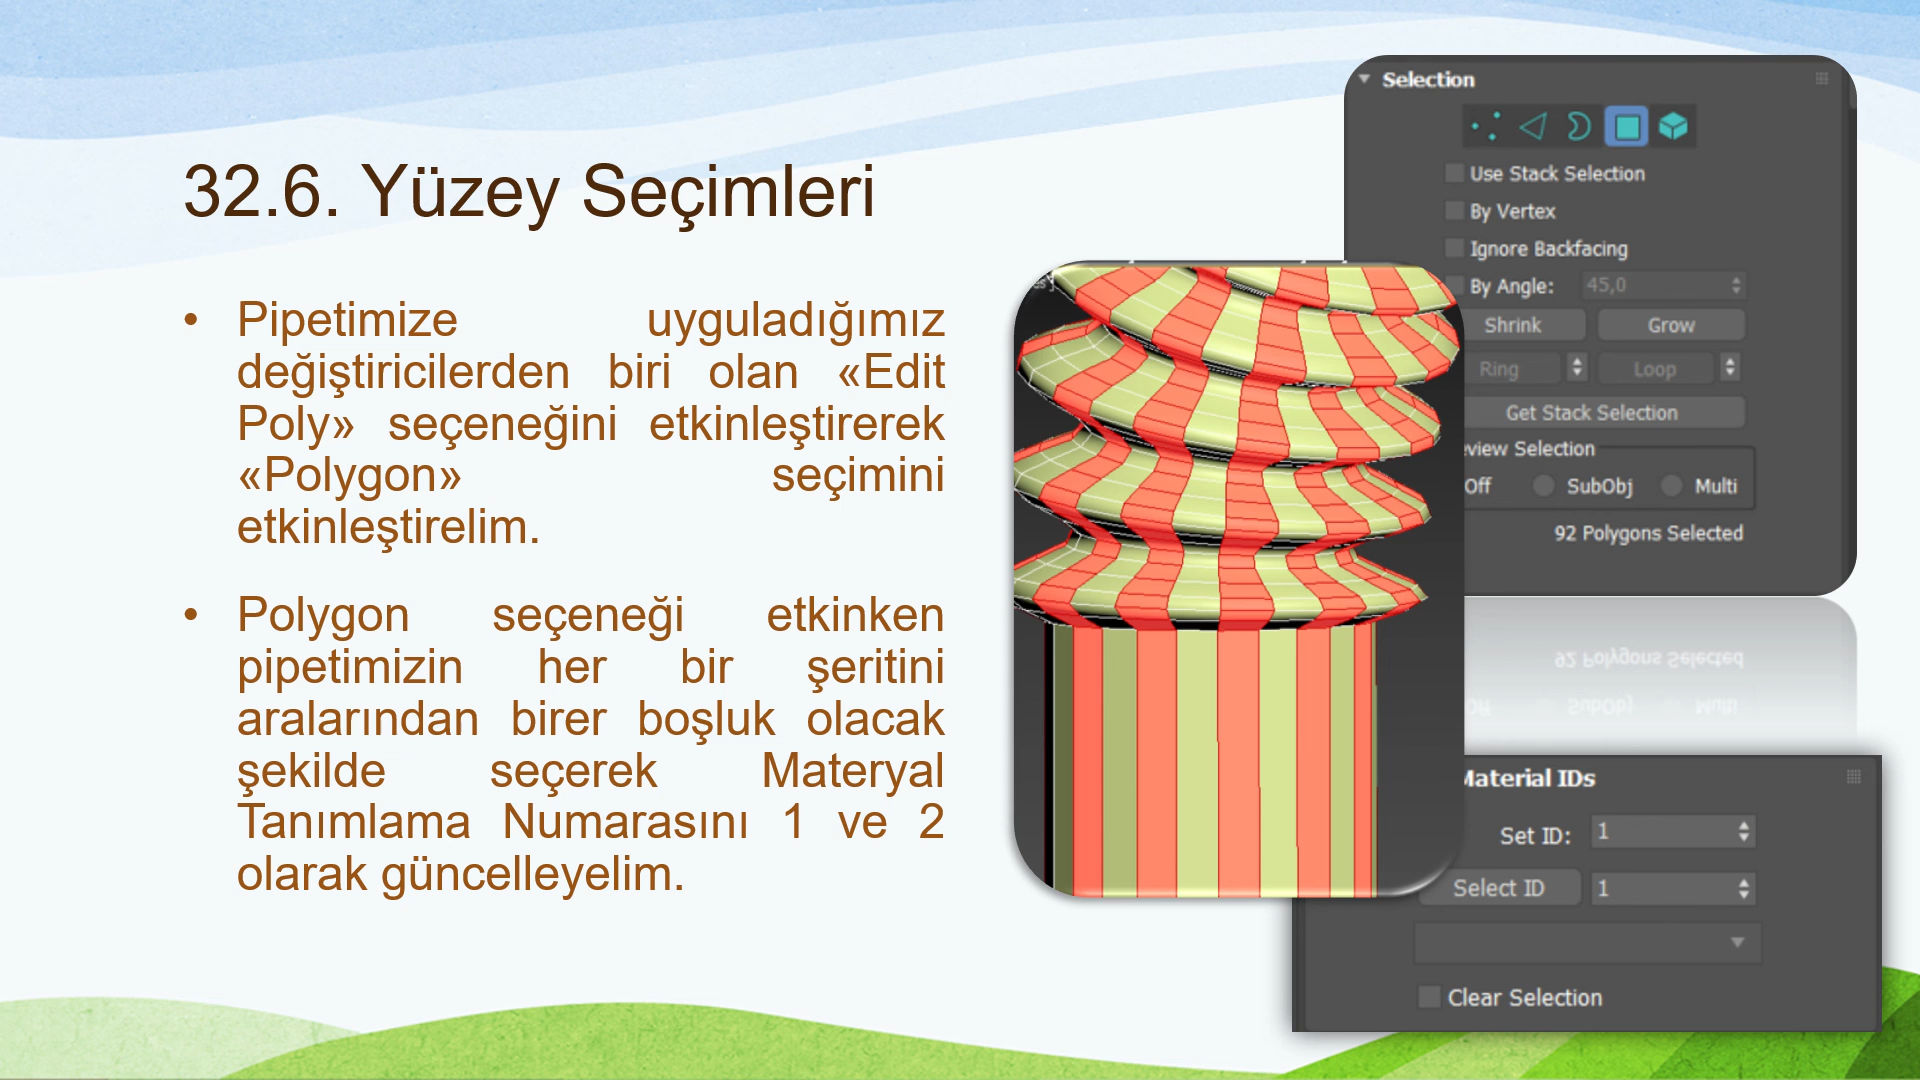 32.6. Yüzey Seçimleri
• Pipetimize uyguladığımız
değiştiricilerden biri olan «Edit
Poly» seçeneğini etkinleştirerek
«Polygon» seçimini
etkinleştirelim.
• Polygon seçeneği etkinken
pipetimizin her bir şeritini
aralarından birer boşluk olacak
şekilde seçerek Materyal
Tanımlama Numarasını 1 ve 2
olarak güncelleyelim.
Selection
Use Stack Selection
By Vertex
Ignore Backfacing
By Angle: 45,0
Shrink Grow
Ring Loop
Get Stack Selection
view Selection
Off SubObj Multi
92 Polygons Selected
Material IDs
Set ID: 1
Select ID 1
Clear Selection